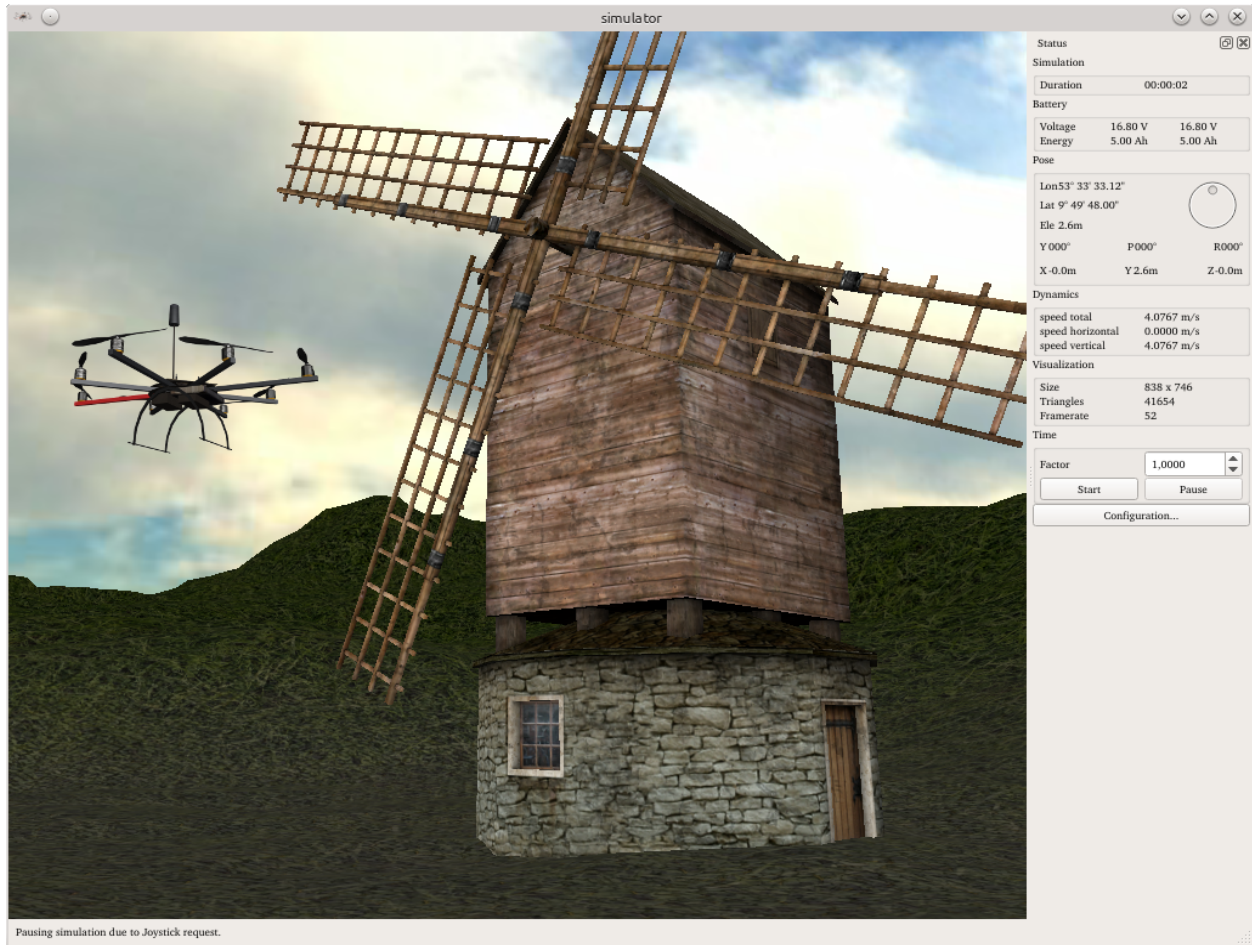 simulator
Status
Simulation
Duration 00:00:02
Battery
Voltage 16.80 V 16.80 V
Energy 5.00 Ah 5.00 Ah
Pose
Lon53° 33' 33.12"
Lat 9° 49' 48.00"
Ele 2.6m
Y 000° P000° R000°
X -0.0m Y 2.6m Z-0.0m
Dynamics
speed total 4.0767 m/s
speed horizontal 0.0000 m/s
speed vertical 4.0767 m/s
Visualization
Size 838 x 746
Triangles 41654
Framerate 52
Time
Factor 1,0000
Start Pause
Configuration...
Pausing simulation due to Joystick request.